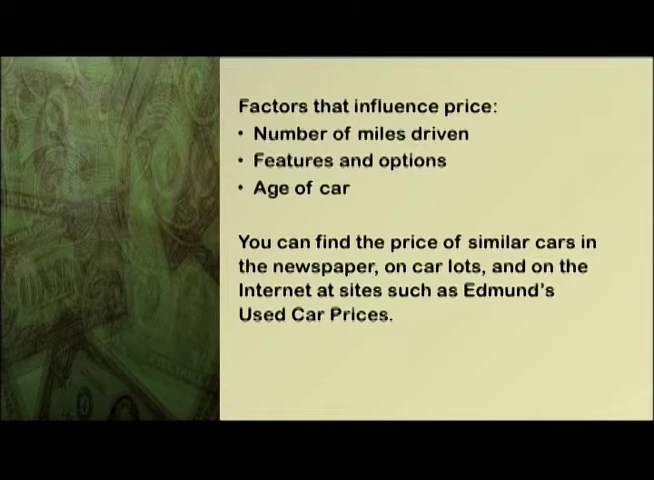 Factors that influence price:
• Number of miles driven
• Features and options
• Age of car
You can find the price of similar cars in
the newspaper, on car lots, and on the
Internet at sites such as Edmund's
Used Car Prices.